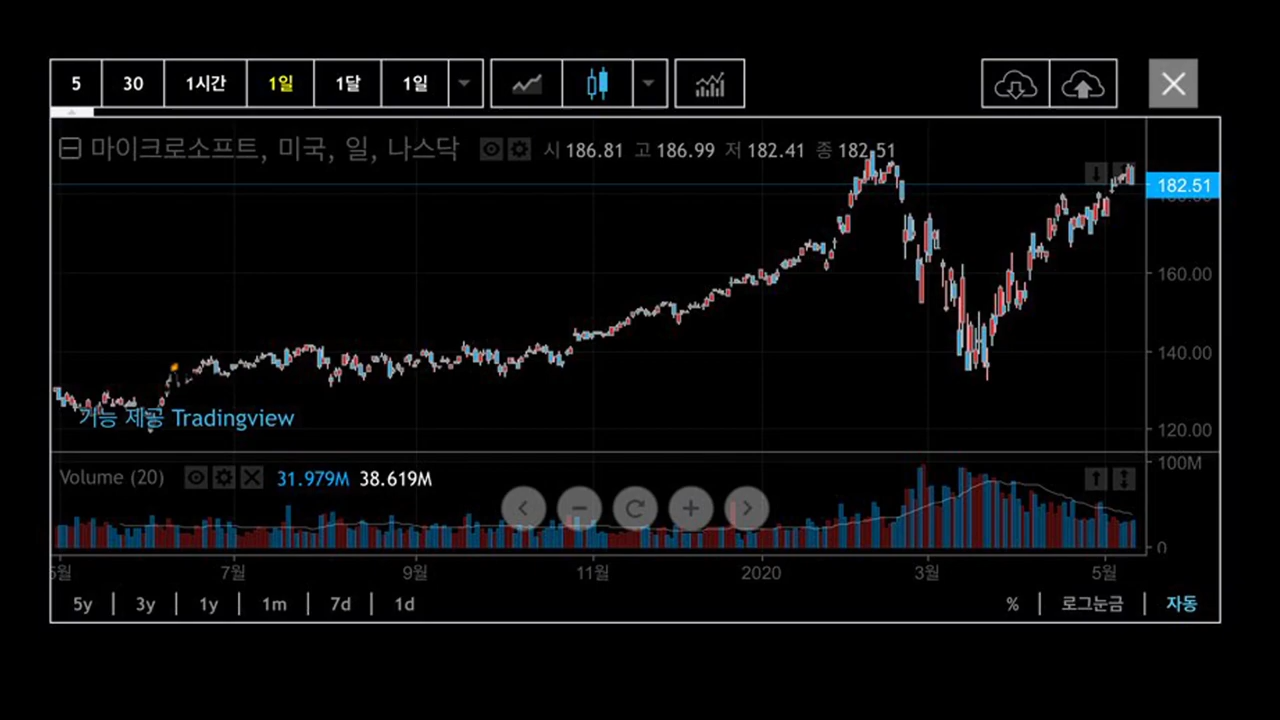 5 30 1시간 1일 1달 1일
마이크로소프트, 미국, 일, 나스닥 시 186.81 고 186.99 저 182.41 종 182.51
182.51
180.00
160.00
140.00
120.00
기능 제공 Tradingview
Volume (20) 31.979M 38.619M
100M
0
7월 9월 11월 2020 3월 5월
5y | 3y | 1y | 1m | 7d | 1d
% | 로그눈금 | 자동